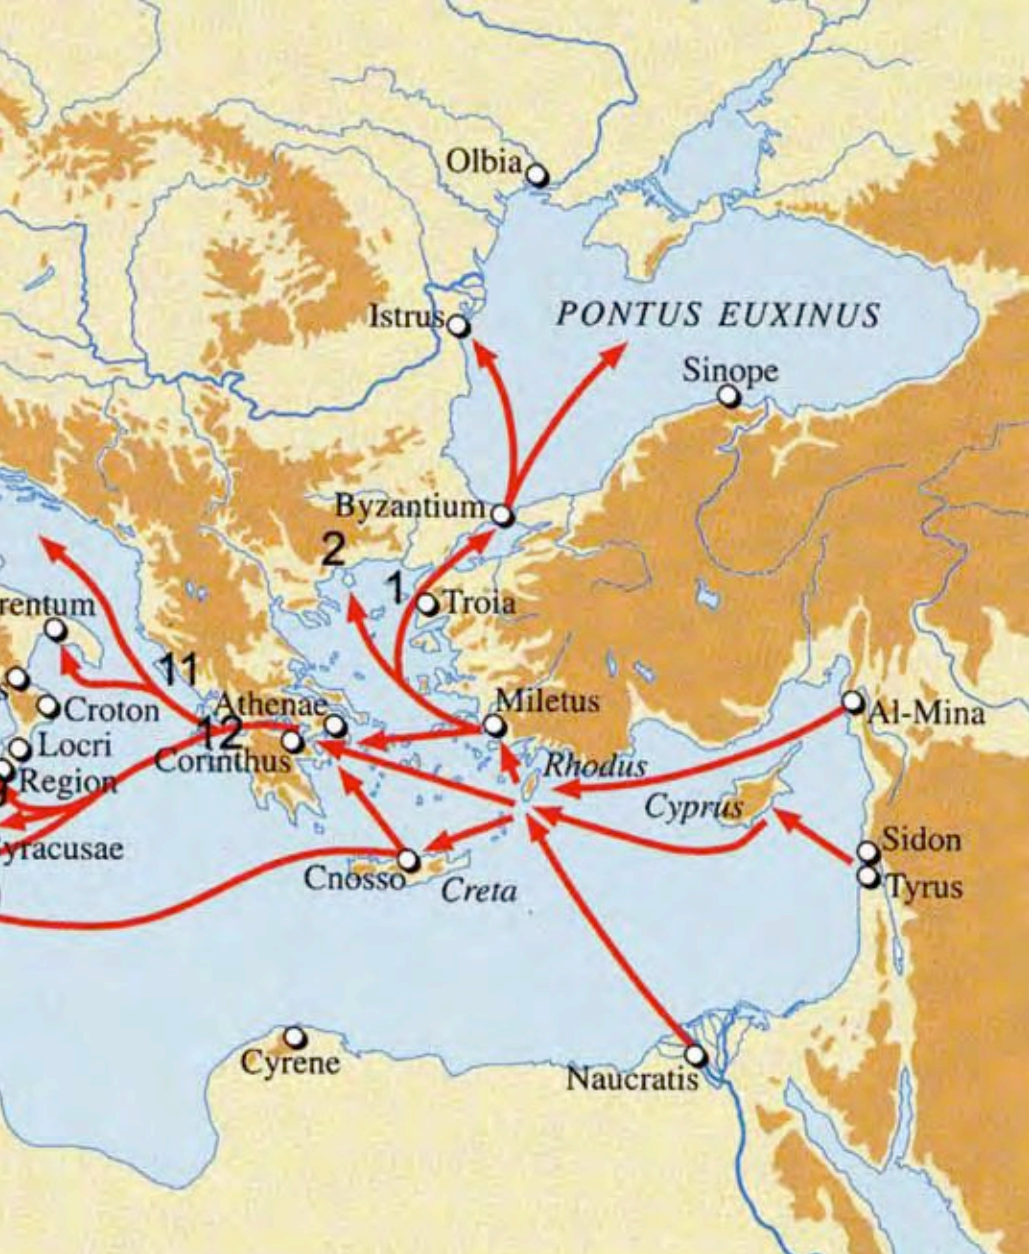 Olbia
Istrus
PONTUS EUXINUS
Sinope
Byzantium
2
1
Troia
rentum
11
s
Croton
Athenae
Miletus
Al-Mina
12
Locri
Corinthus
Rhodus
Region
Cyprus
yracusae
Sidon
Cnosso
Creta
Tyrus
Cyrene
Naucratis